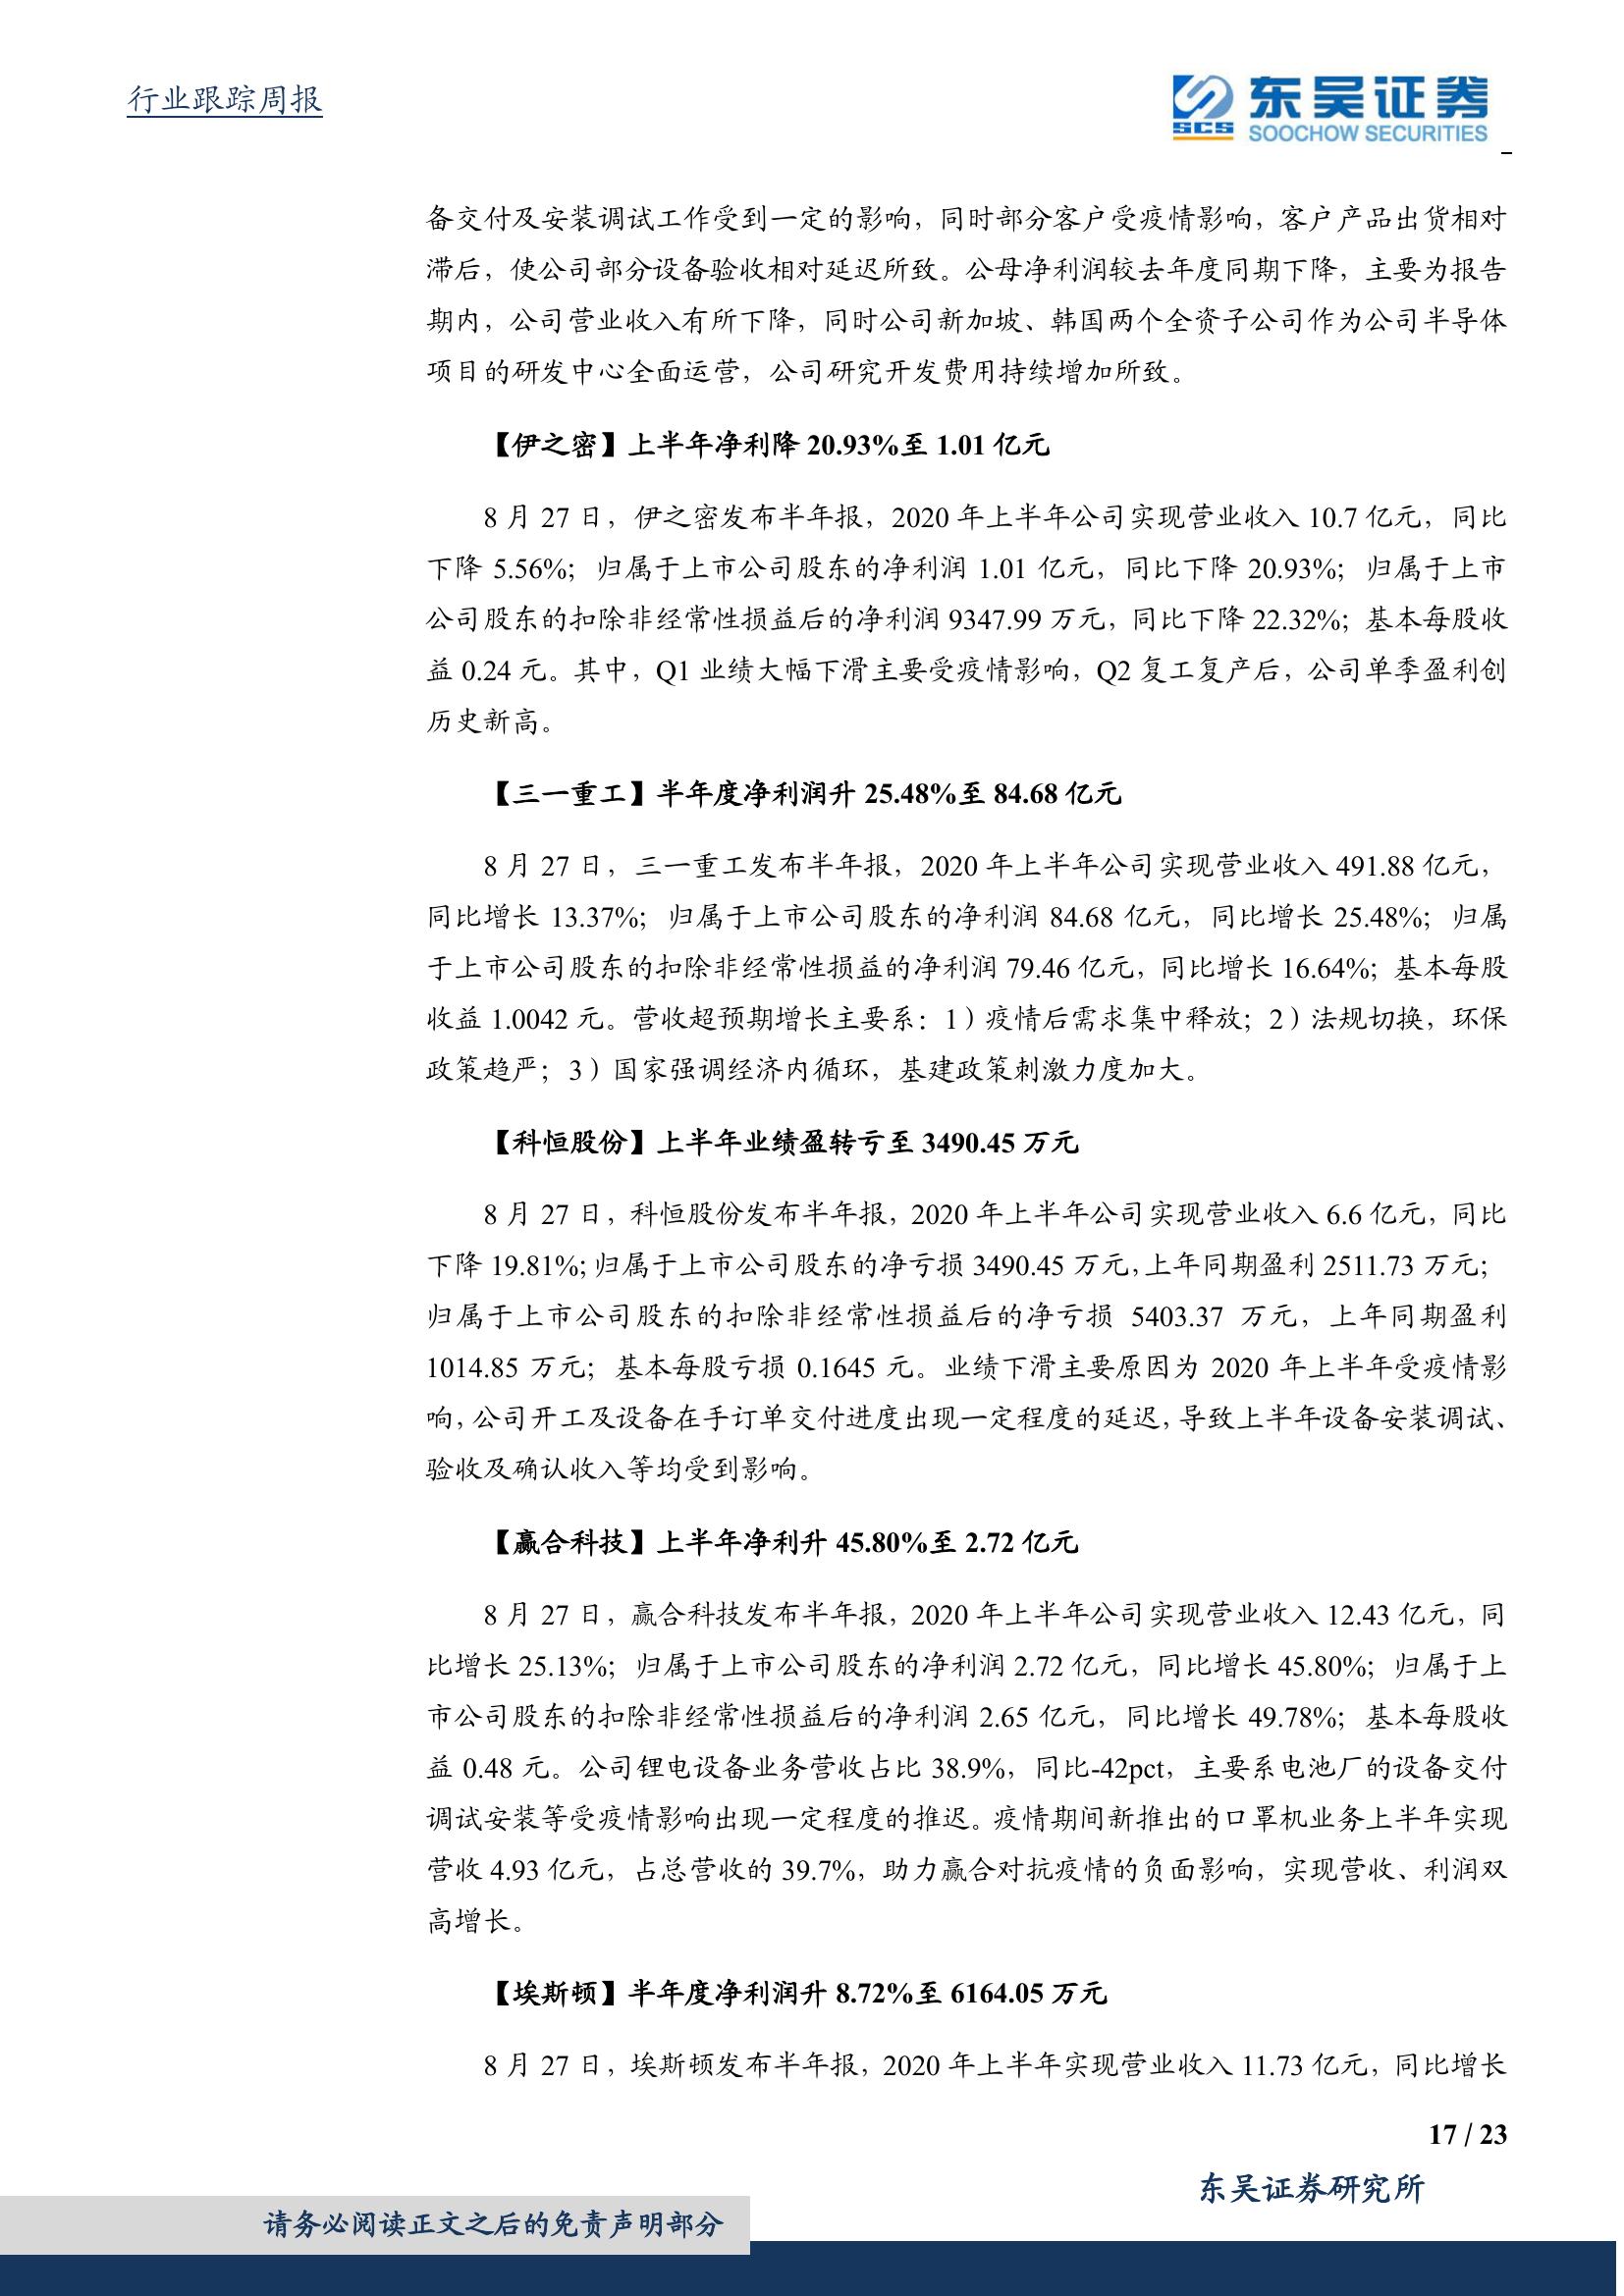 行业跟踪周报
SCS
东吴证券
SOOCHOW SECURITIES
备交付及安装调试工作受到一定的影响，同时部分客户受疫情影响，客户产品出货相对
滞后，使公司部分设备验收相对延迟所致。公母净利润较去年度同期下降，主要为报告
期内，公司营业收入有所下降，同时公司新加坡、韩国两个全资子公司作为公司半导体
项目的研发中心全面运营，公司研究开发费用持续增加所致。
【伊之密】上半年净利降 20.93%至 1.01 亿元
8 月 27 日，伊之密发布半年报，2020 年上半年公司实现营业收入 10.7 亿元，同比
下降 5.56%；归属于上市公司股东的净利润 1.01 亿元，同比下降 20.93%；归属于上市
公司股东的扣除非经常性损益后的净利润 9347.99 万元，同比下降 22.32%；基本每股收
益 0.24 元。其中，Q1 业绩大幅下滑主要受疫情影响，Q2 复工复产后，公司单季盈利创
历史新高。
【三一重工】半年度净利润升 25.48%至 84.68 亿元
8 月 27 日，三一重工发布半年报，2020 年上半年公司实现营业收入 491.88 亿元，
同比增长 13.37%；归属于上市公司股东的净利润 84.68 亿元，同比增长 25.48%；归属
于上市公司股东的扣除非经常性损益的净利润 79.46 亿元，同比增长 16.64%；基本每股
收益 1.0042 元。营收超预期增长主要系：1）疫情后需求集中释放；2）法规切换，环保
政策趋严；3）国家强调经济内循环，基建政策刺激力度加大。
【科恒股份】上半年业绩盈转亏至 3490.45 万元
8 月 27 日，科恒股份发布半年报，2020 年上半年公司实现营业收入 6.6 亿元，同比
下降 19.81%；归属于上市公司股东的净亏损 3490.45 万元，上年同期盈利 2511.73 万元；
归属于上市公司股东的扣除非经常性损益后的净亏损 5403.37 万元，上年同期盈利
1014.85 万元；基本每股亏损 0.1645 元。业绩下滑主要原因为 2020 年上半年受疫情影
响，公司开工及设备在手订单交付进度出现一定程度的延迟，导致上半年设备安装调试、
验收及确认收入等均受到影响。
【赢合科技】上半年净利升 45.80%至 2.72 亿元
8 月 27 日，赢合科技发布半年报，2020 年上半年公司实现营业收入 12.43 亿元，同
比增长 25.13%；归属于上市公司股东的净利润 2.72 亿元，同比增长 45.80%；归属于上
市公司股东的扣除非经常性损益后的净利润 2.65 亿元，同比增长 49.78%；基本每股收
益 0.48 元。公司锂电设备业务营收占比 38.9%，同比-42pct，主要系电池厂的设备交付
调试安装等受疫情影响出现一定程度的推迟。疫情期间新推出的口罩机业务上半年实现
营收 4.93 亿元，占总营收的 39.7%，助力赢合对抗疫情的负面影响，实现营收、利润双
高增长。
【埃斯顿】半年度净利润升 8.72%至 6164.05 万元
8 月 27 日，埃斯顿发布半年报，2020 年上半年实现营业收入 11.73 亿元，同比增长
17 / 23
东吴证券研究所
请务必阅读正文之后的免责声明部分